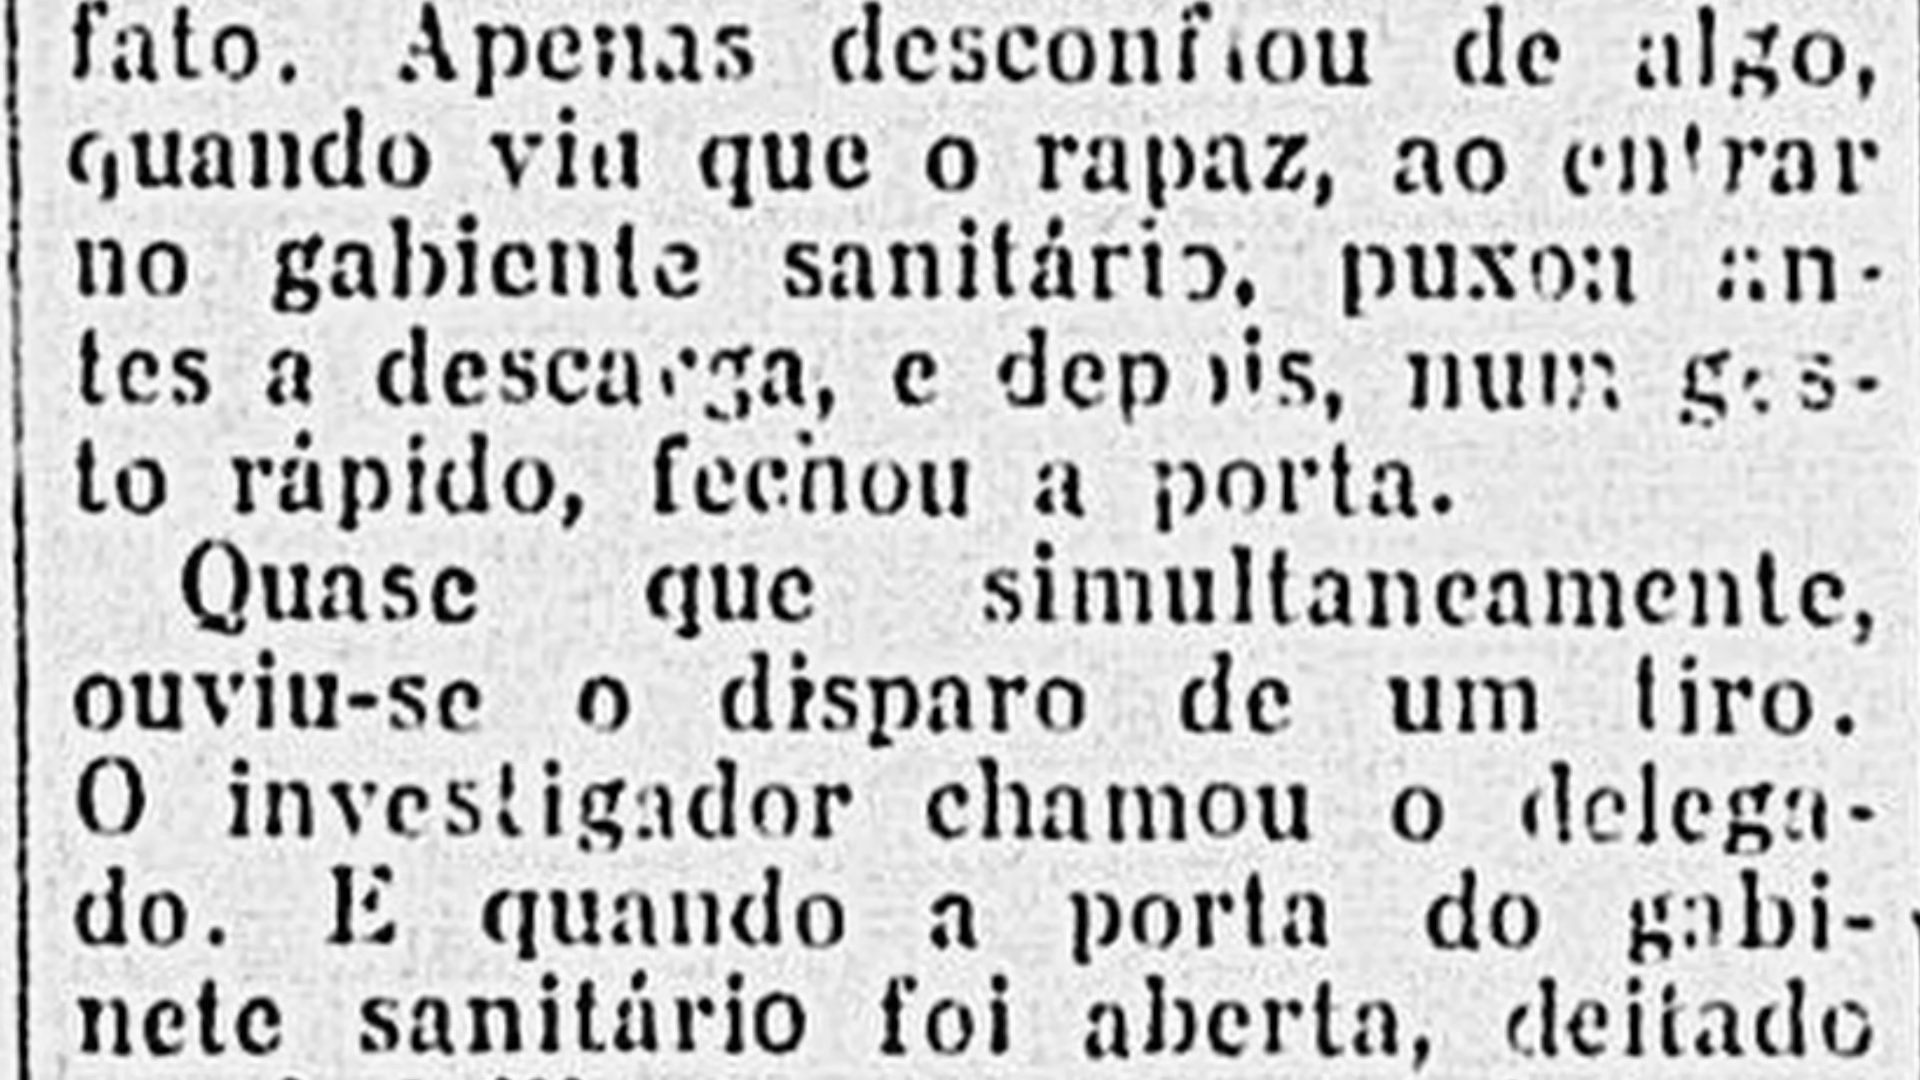 fato. Apenas desconfiou de algo,
quando viu que o rapaz, ao entrar
no gabiente sanitário, puxou an-
tes a descarga, e depois, num ges-
to rápido, fechou a porta.
Quase que simultaneamente,
ouviu-se o disparo de um tiro.
O investigador chamou o delega-
do. E quando a porta do gabi-
nete sanitário foi aberta, deitado